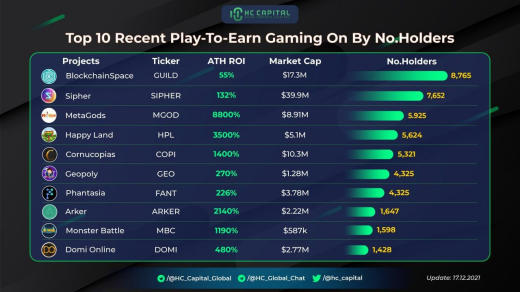 HC CAPITAL
Top 10 Recent Play-To-Earn Gaming On By No.Holders
Projects Ticker ATH ROI Market Cap No.Holders
BlockchainSpace GUILD 55% $17.3M 8,765
Sipher SIPHER 132% $39.9M 7,652
MetaGods MGOD 8800% $8.91M 5.925
Happy Land HPL 3500% $5.1M 5,624
Cornucopias COPI 1400% $10.3M 5,321
Geopoly GEO 270% $1.28M 4,325
Phantasia FANT 226% $3.78M 4,325
Arker ARKER 2140% $2.22M 1,647
Monster Battle MBC 1190% $587k 1,598
Domi Online DOMI 480% $2.77M 1,428
/@HC_Capital_Global /@HC_Global_Chat /@hc_capital Update: 17.12.2021